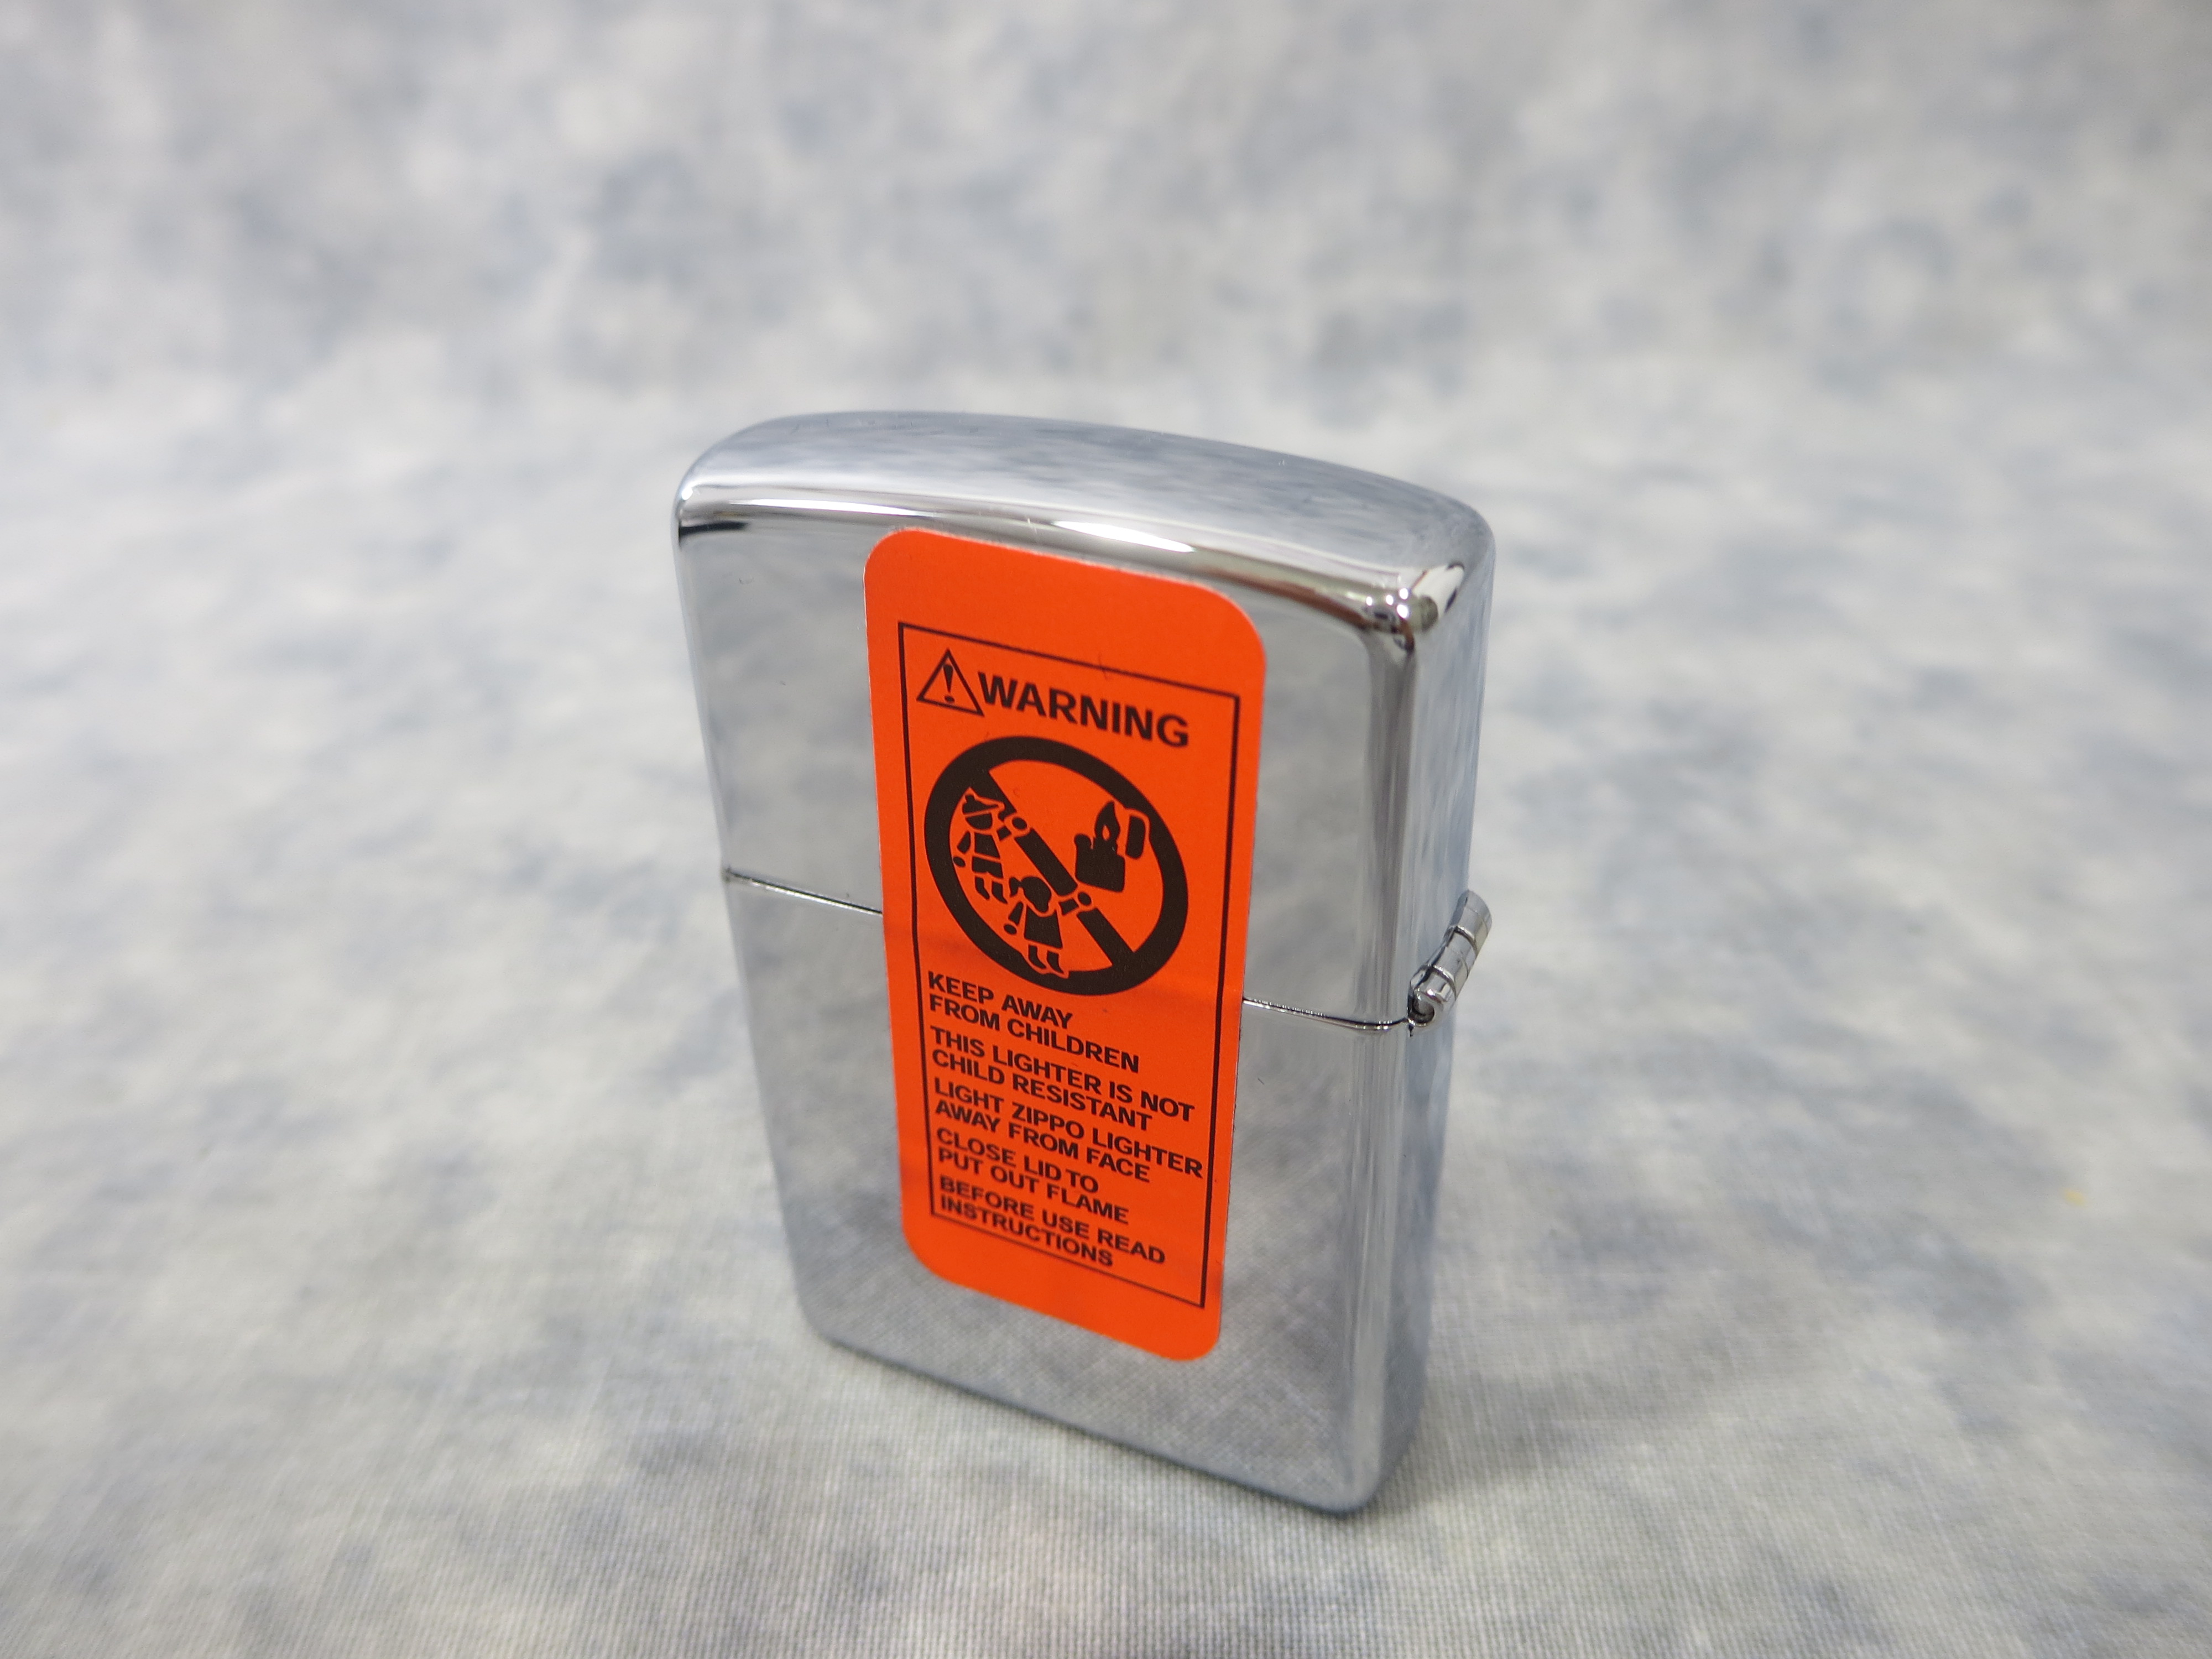 WARNING
KEEP AWAY
FROM CHILDREN
THIS LIGHTER IS NOT
CHILD RESISTANT
LIGHT ZIPPO LIGHTER
AWAY FROM FACE
CLOSE LID TO
PUT OUT FLAME
BEFORE USE READ
INSTRUCTIONS